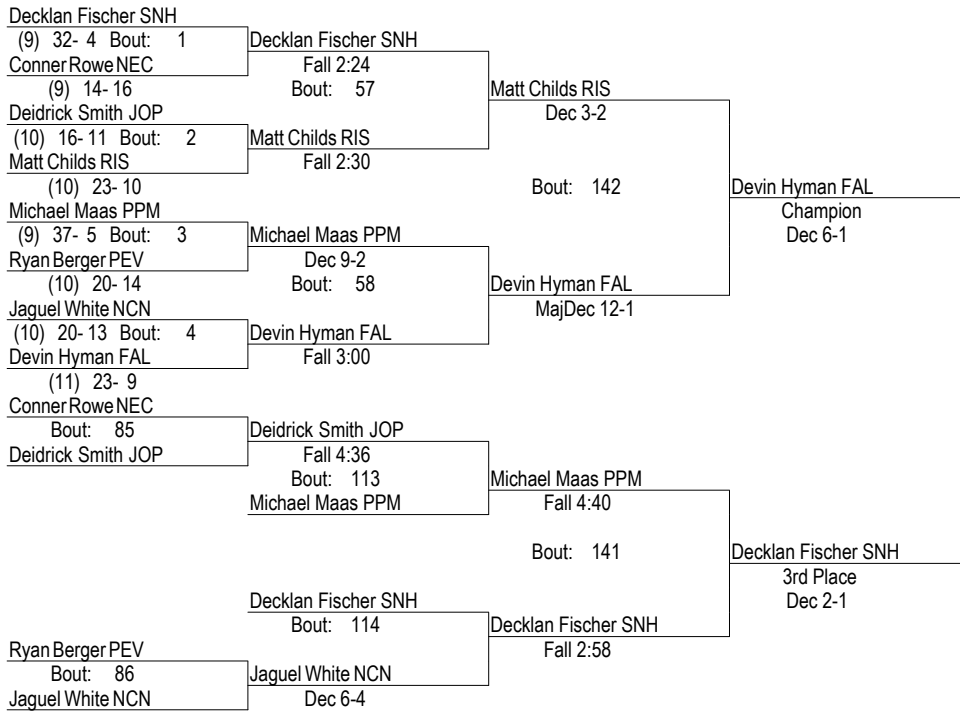 Decklan Fischer SNH
(9) 32- 4 Bout: 1 Decklan Fischer SNH
Conner Rowe NEC Fall 2:24
(9) 14- 16 Bout: 57 Matt Childs RIS
Deidrick Smith JOP Dec 3-2
(10) 16- 11 Bout: 2 Matt Childs RIS
Matt Childs RIS Fall 2:30
(10) 23- 10 Bout: 142 Devin Hyman FAL
Michael Maas PPM Champion
(9) 37- 5 Bout: 3 Michael Maas PPM Dec 6-1
Ryan Berger PEV Dec 9-2
(10) 20- 14 Bout: 58 Devin Hyman FAL
Jaguel White NCN MajDec 12-1
(10) 20- 13 Bout: 4 Devin Hyman FAL
Devin Hyman FAL Fall 3:00
(11) 23- 9
Conner Rowe NEC
Bout: 85 Deidrick Smith JOP
Deidrick Smith JOP Fall 4:36
Bout: 113 Michael Maas PPM
Michael Maas PPM Fall 4:40
Bout: 141 Decklan Fischer SNH
3rd Place
Decklan Fischer SNH Dec 2-1
Bout: 114 Decklan Fischer SNH
Ryan Berger PEV Fall 2:58
Bout: 86 Jaguel White NCN
Jaguel White NCN Dec 6-4